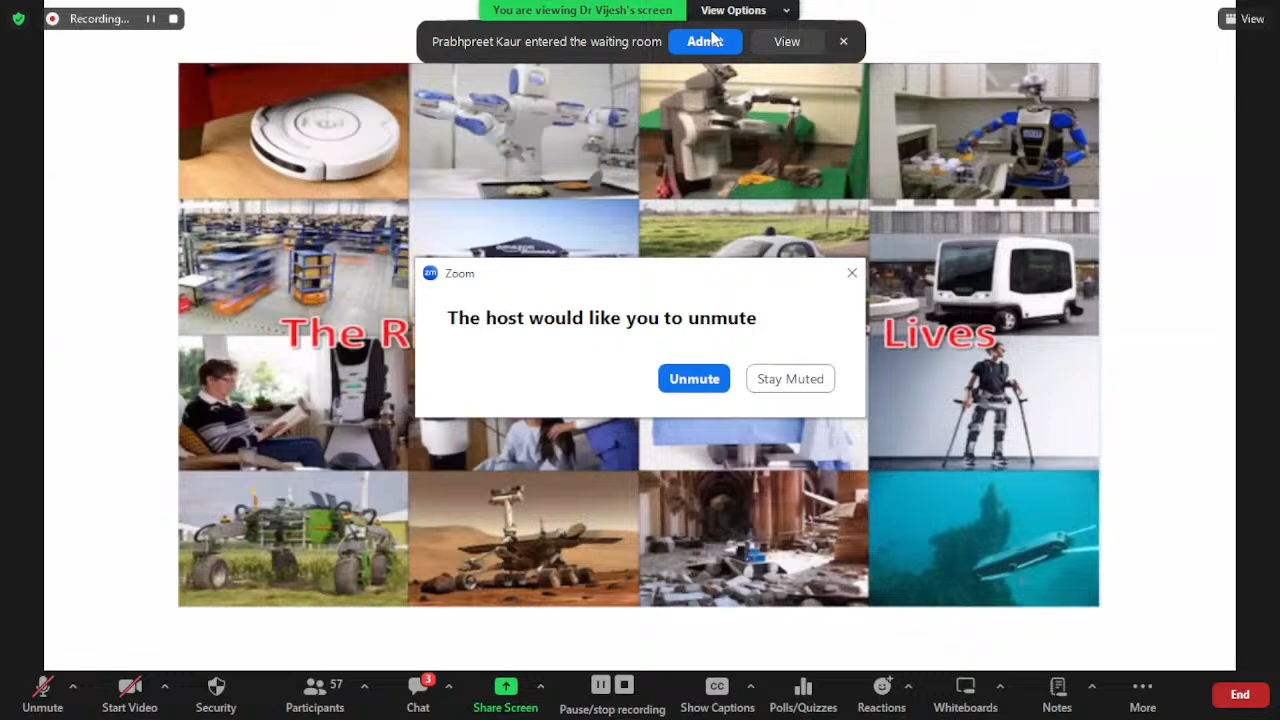 You are viewing Dr Vijesh's screen
View Options
Recording...
View
Prabhpreet Kaur entered the waiting room
View
amazon
zm Zoom
The host would like you to unmute
The R
Lives
Unmute
Stay Muted
Unmute
Start Video
Security
57
Participants
3
Chat
Share Screen
Pause/stop recording
CC
Show Captions
Polls/Quizzes
Reactions
Whiteboards
Notes
More
End